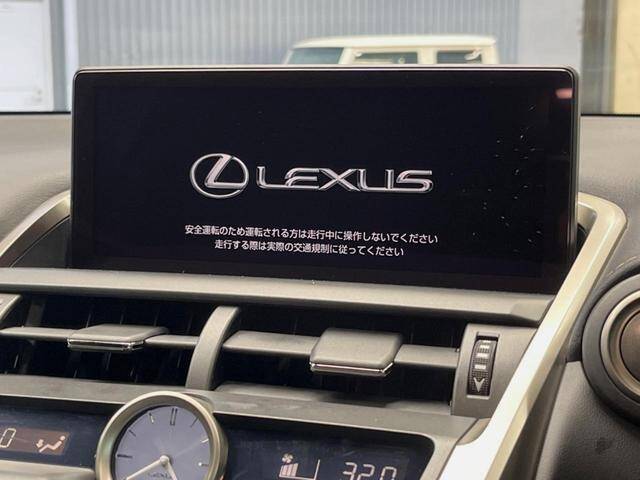 LEXUS
安全運転のため運転される方は走行中に操作しないでください
走行する際は実際の交通規制に従ってください
LEXUS
32.0